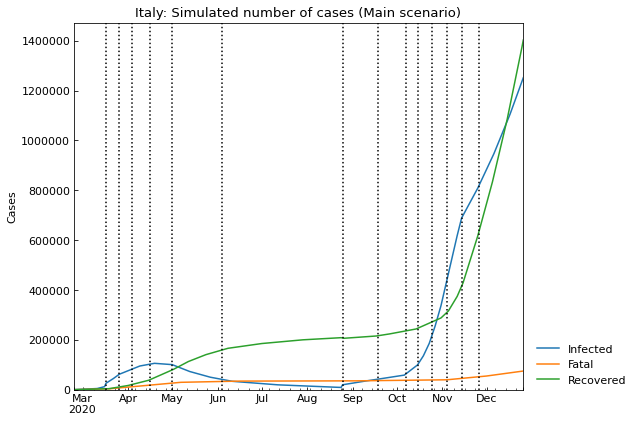 Italy: Simulated number of cases (Main scenario)
1400000
1200000
1000000
800000
600000
400000
200000
0
Cases
Mar Apr May Jun Jul Aug Sep Oct Nov Dec
2020
Infected
Fatal
Recovered